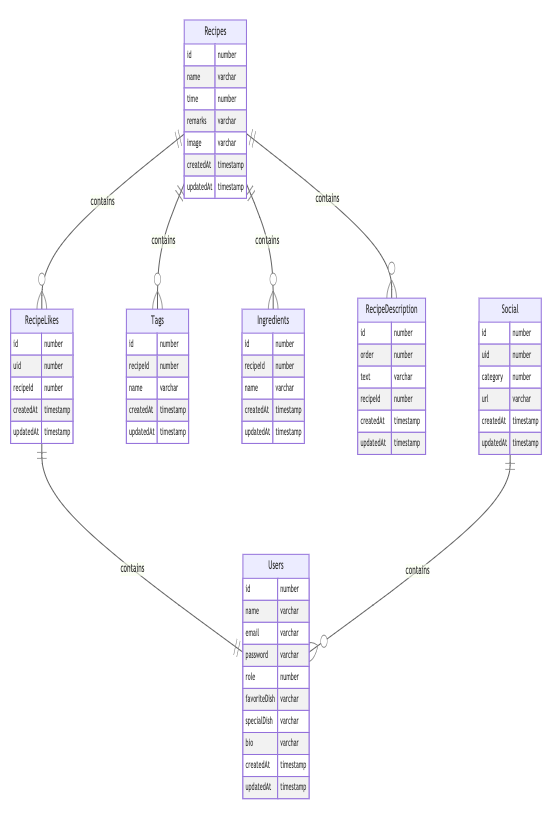 Recipes
id number
name varchar
time number
remarks varchar
image varchar
createdAt timestamp
updatedAt timestamp
contains
contains
contains
contains
RecipeLikes
id number
uid number
recipeId number
createdAt timestamp
updatedAt timestamp
Tags
id number
recipeId number
name varchar
createdAt timestamp
updatedAt timestamp
Ingredients
id number
recipeId number
name varchar
createdAt timestamp
updatedAt timestamp
RecipeDescription
id number
order number
text varchar
recipeId number
createdAt timestamp
updatedAt timestamp
Social
id number
uid number
category number
url varchar
createdAt timestamp
updatedAt timestamp
contains
contains
Users
id number
name varchar
email varchar
password varchar
role number
favoriteDish varchar
specialDish varchar
bio varchar
createdAt timestamp
updatedAt timestamp